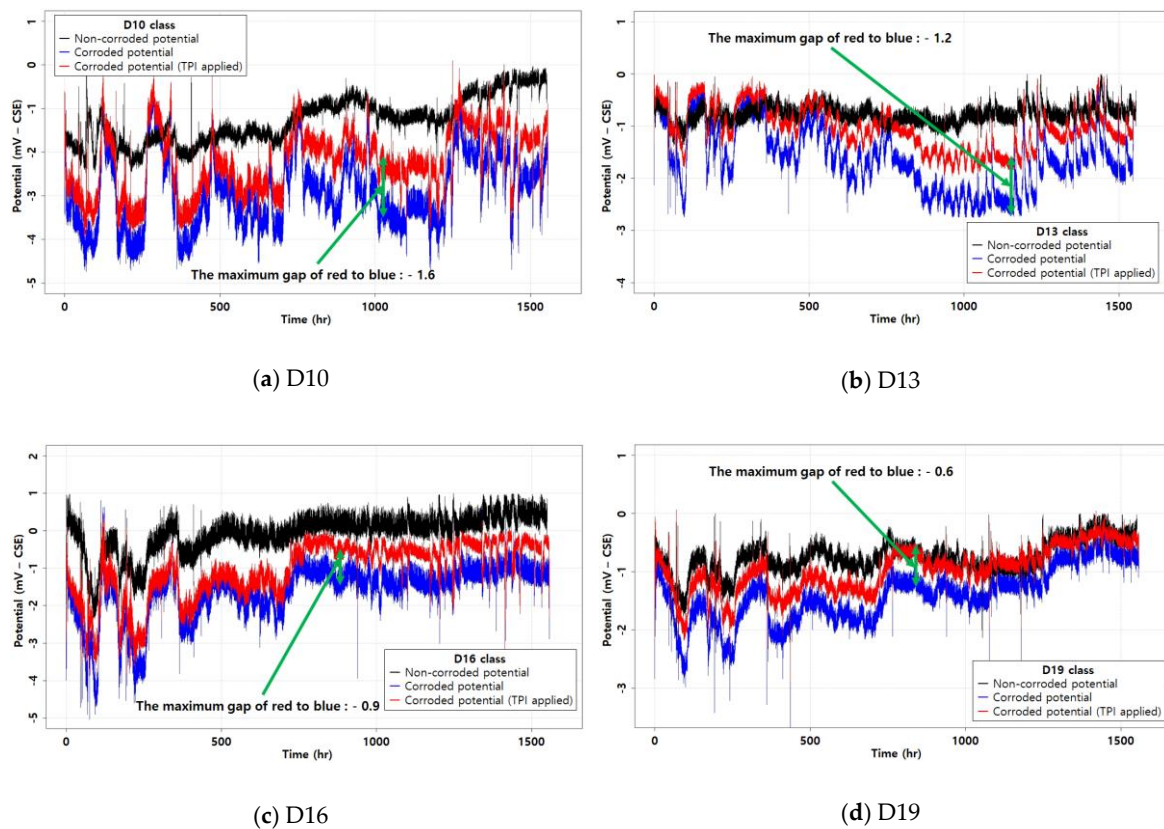 D10 class
Non-corroded potential
Corroded potential
Corroded potential (TPI applied)
Potential (mV – CSE)
1
0
-1
-2
-3
-4
-5
The maximum gap of red to blue : - 1.6
0
500
1000
1500
Time (hr)
(a) D10
The maximum gap of red to blue : - 1.2
Potential (mV – CSE)
1
0
-1
-2
-3
-4
D13 class
Non-corroded potential
Corroded potential
Corroded potential (TPI applied)
0
500
1000
1500
Time (hr)
(b) D13
Potential (mV – CSE)
2
1
0
-1
-2
-3
-4
-5
D16 class
Non-corroded potential
Corroded potential
Corroded potential (TPI applied)
The maximum gap of red to blue : - 0.9
0
500
1000
1500
Time (hr)
(c) D16
The maximum gap of red to blue : - 0.6
Potential (mV – CSE)
1
0
-1
-2
-3
D19 class
Non-corroded potential
Corroded potential
Corroded potential (TPI applied)
0
500
1000
1500
Time (hr)
(d) D19